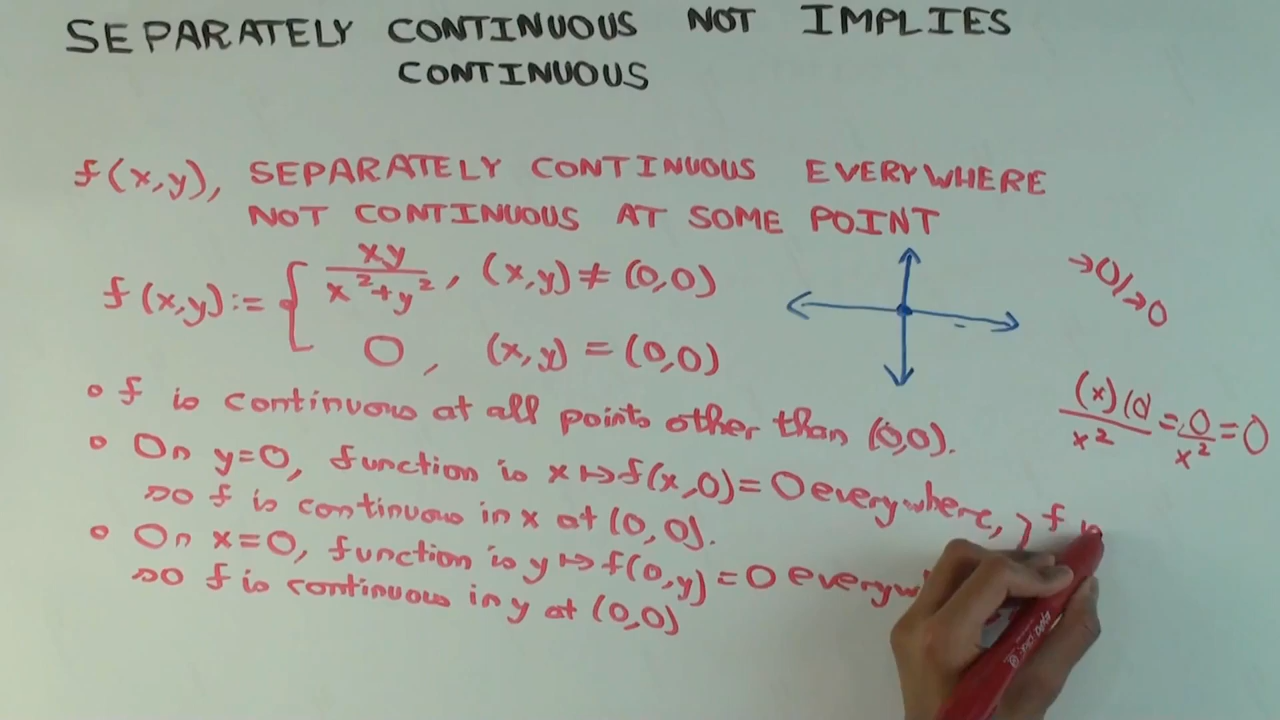 SEPARATELY CONTINUOUS NOT IMPLIES
CONTINUOUS
f(x,y), SEPARATELY CONTINUOUS EVERYWHERE
NOT CONTINUOUS AT SOME POINT
f(x,y) := { xy / x²+y², (x,y) ≠ (0,0)
0, (x,y) = (0,0)
→0/→0
• f is continuous at all points other than (0,0).
(x)(0) / x² = 0 / x² = 0
• On y=0, function is x ↦ f(x,0) = 0 everywhere,
so f is continuous in x at (0,0).
• On x=0, function is y ↦ f(0,y) = 0
so f is continuous in y at (0,0)
} f is